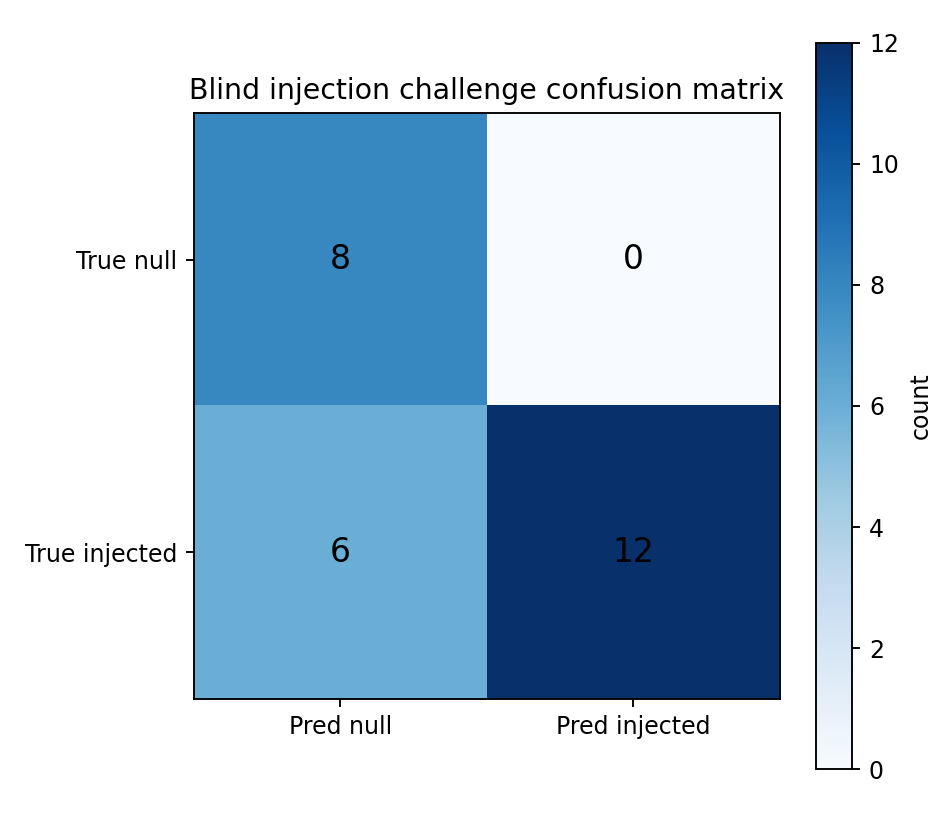 Blind injection challenge confusion matrix
True null
8
0
True injected
6
12
Pred null
Pred injected
12
10
8
6
4
2
0
count